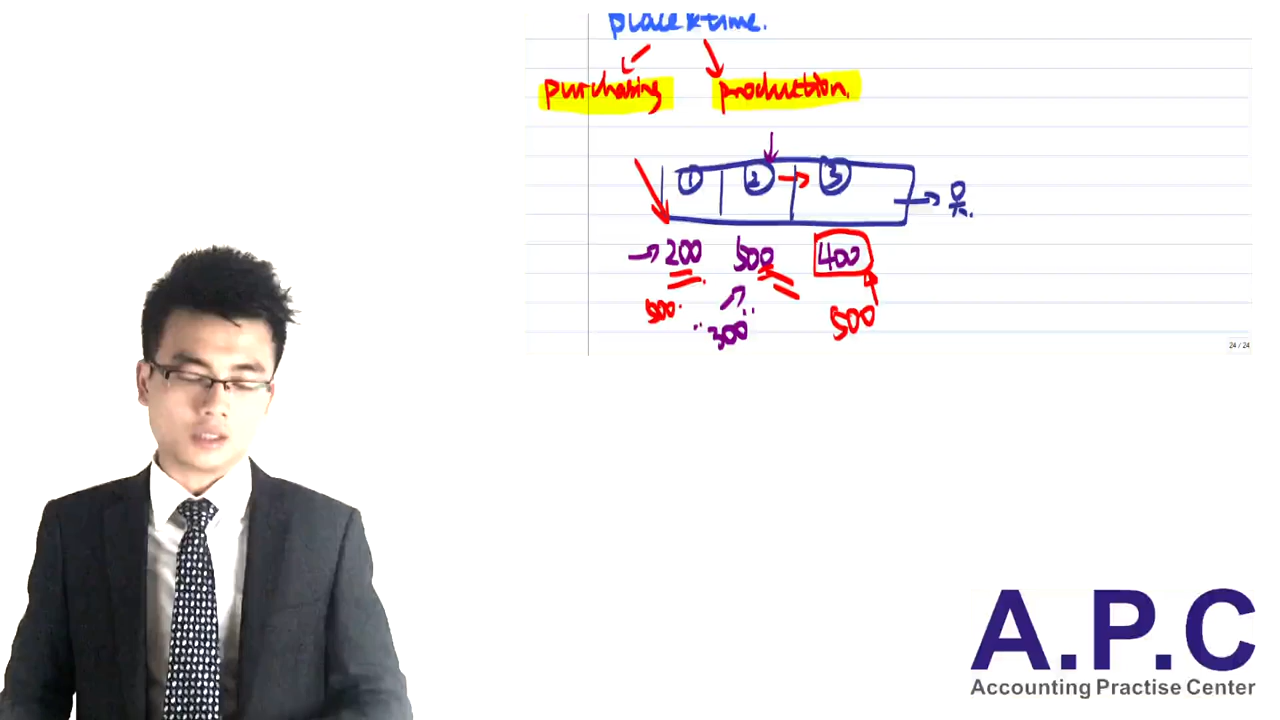 place & time.
purchasing production.
1 2 3
→ 200 500 400
500. 300 500
24 / 24
A.P.C
Accounting Practise Center